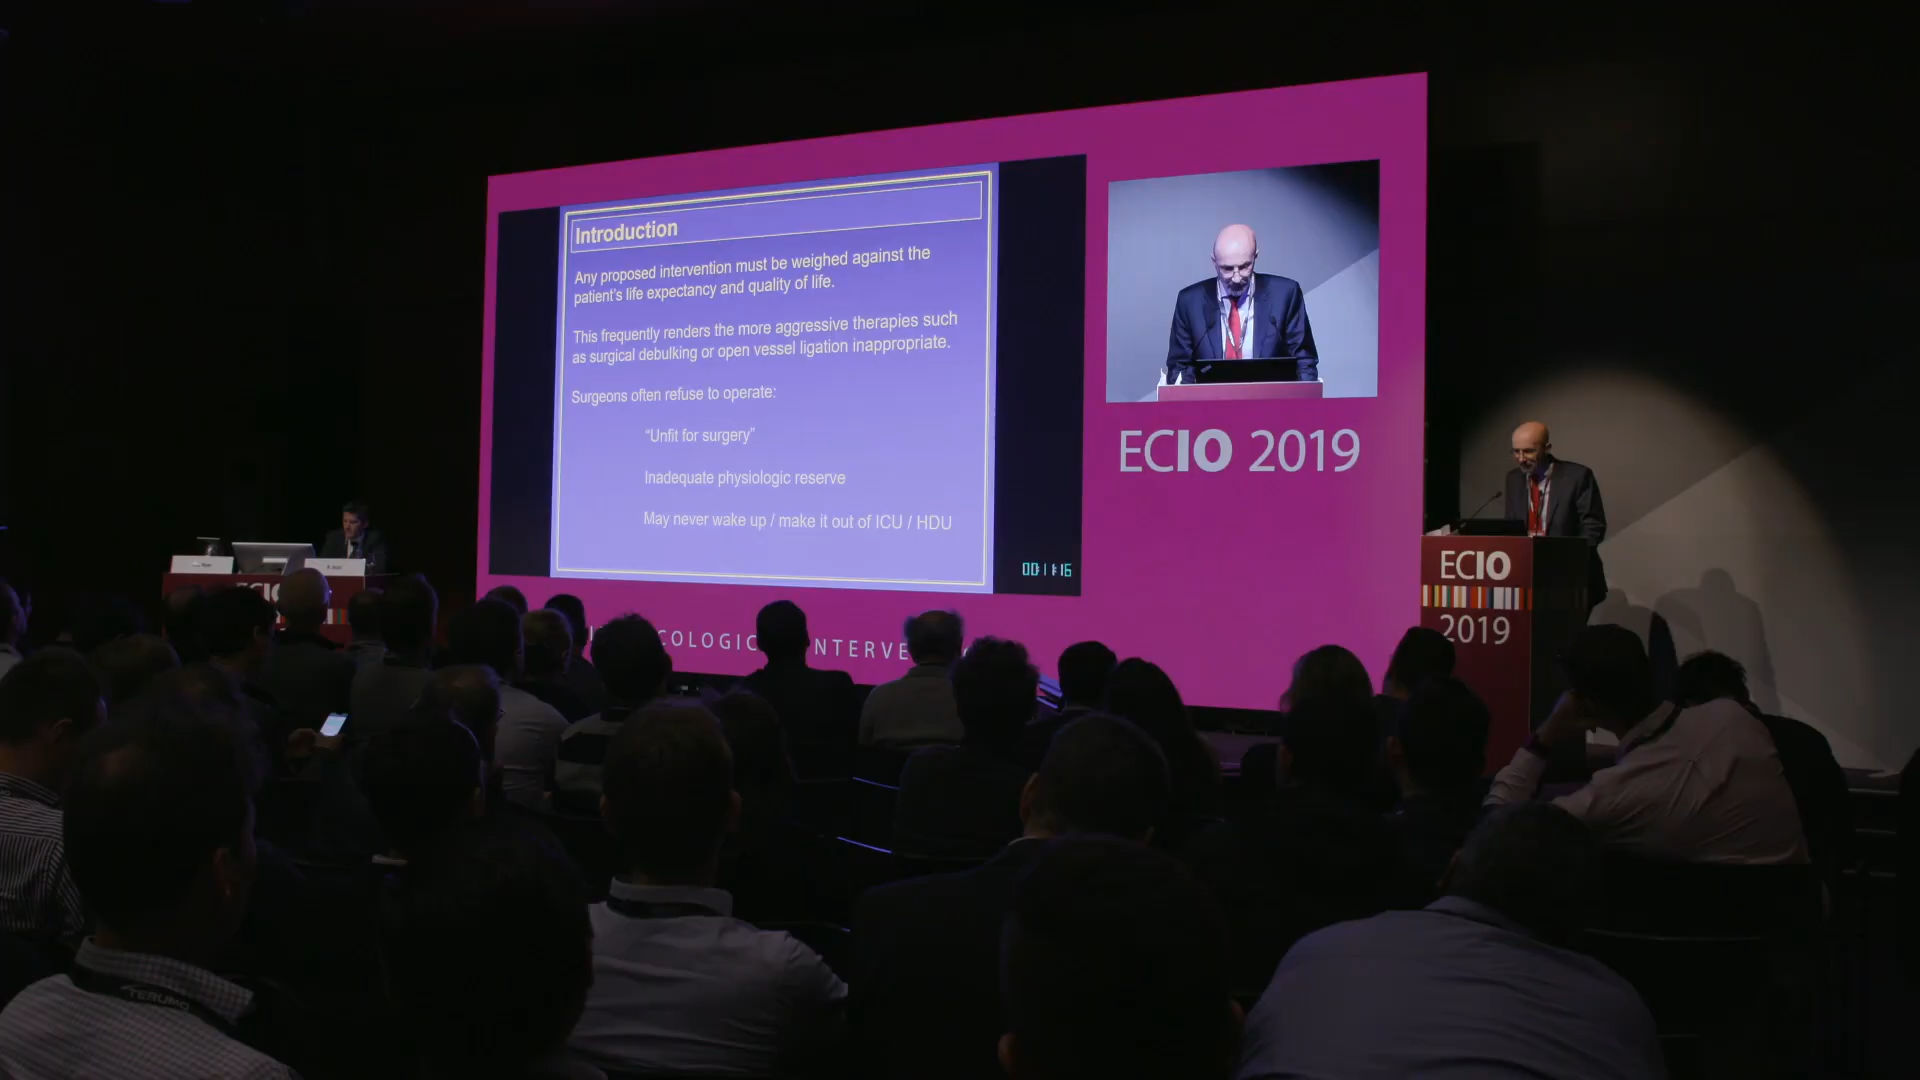 Introduction
Any proposed intervention must be weighed against the
patient's life expectancy and quality of life.
This frequently renders the more aggressive therapies such
as surgical debulking or open vessel ligation inappropriate.
Surgeons often refuse to operate:
"Unfit for surgery"
Inadequate physiologic reserve
May never wake up / make it out of ICU / HDU
ECIO 2019
ECIO
2019
TERUMO